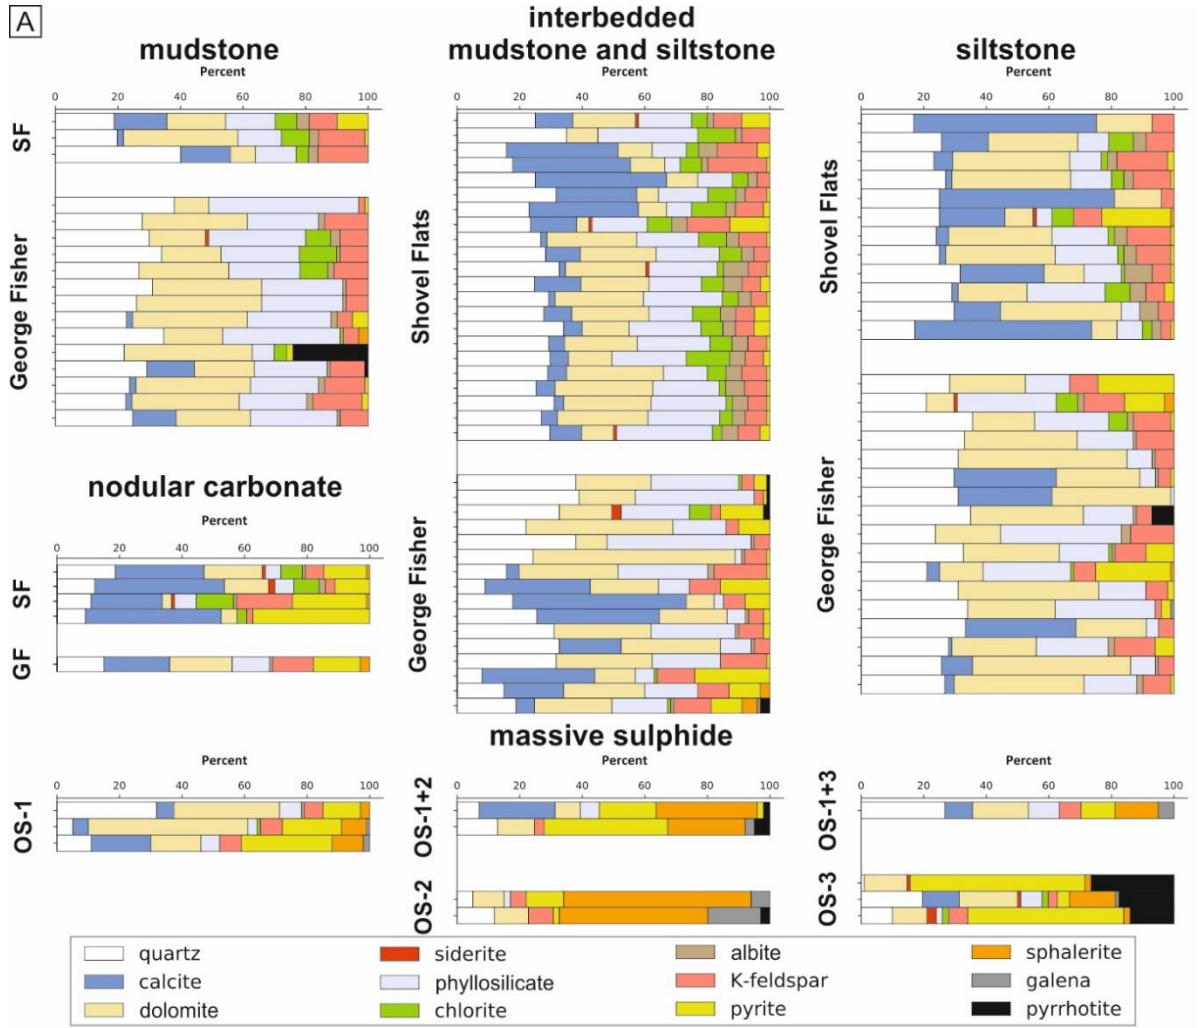 A
mudstone
Percent
0 20 40 60 80 100
SF
George Fisher
interbedded
mudstone and siltstone
Percent
0 20 40 60 80 100
Shovel Flats
George Fisher
siltstone
Percent
0 20 40 60 80 100
Shovel Flats
George Fisher
nodular carbonate
Percent
0 20 40 60 80 100
SF
GF
massive sulphide
Percent
0 20 40 60 80 100
OS-1
Percent
0 20 40 60 80 100
OS-1+2
OS-2
Percent
0 20 40 60 80 100
OS-1+3
OS-3
quartz
calcite
dolomite
siderite
phyllosilicate
chlorite
albite
K-feldspar
pyrite
sphalerite
galena
pyrrhotite